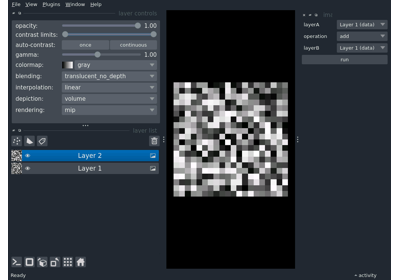 File View Plugins Window Help
layer controls
opacity: 1.00
contrast limits:
auto-contrast: once continuous
gamma: 1.00
colormap: gray
blending: translucent_no_depth
interpolation: linear
depiction: volume
rendering: mip
layer list
Layer 2
Layer 1
layerA Layer 1 (data)
operation add
layerB Layer 1 (data)
run
Ready
activity